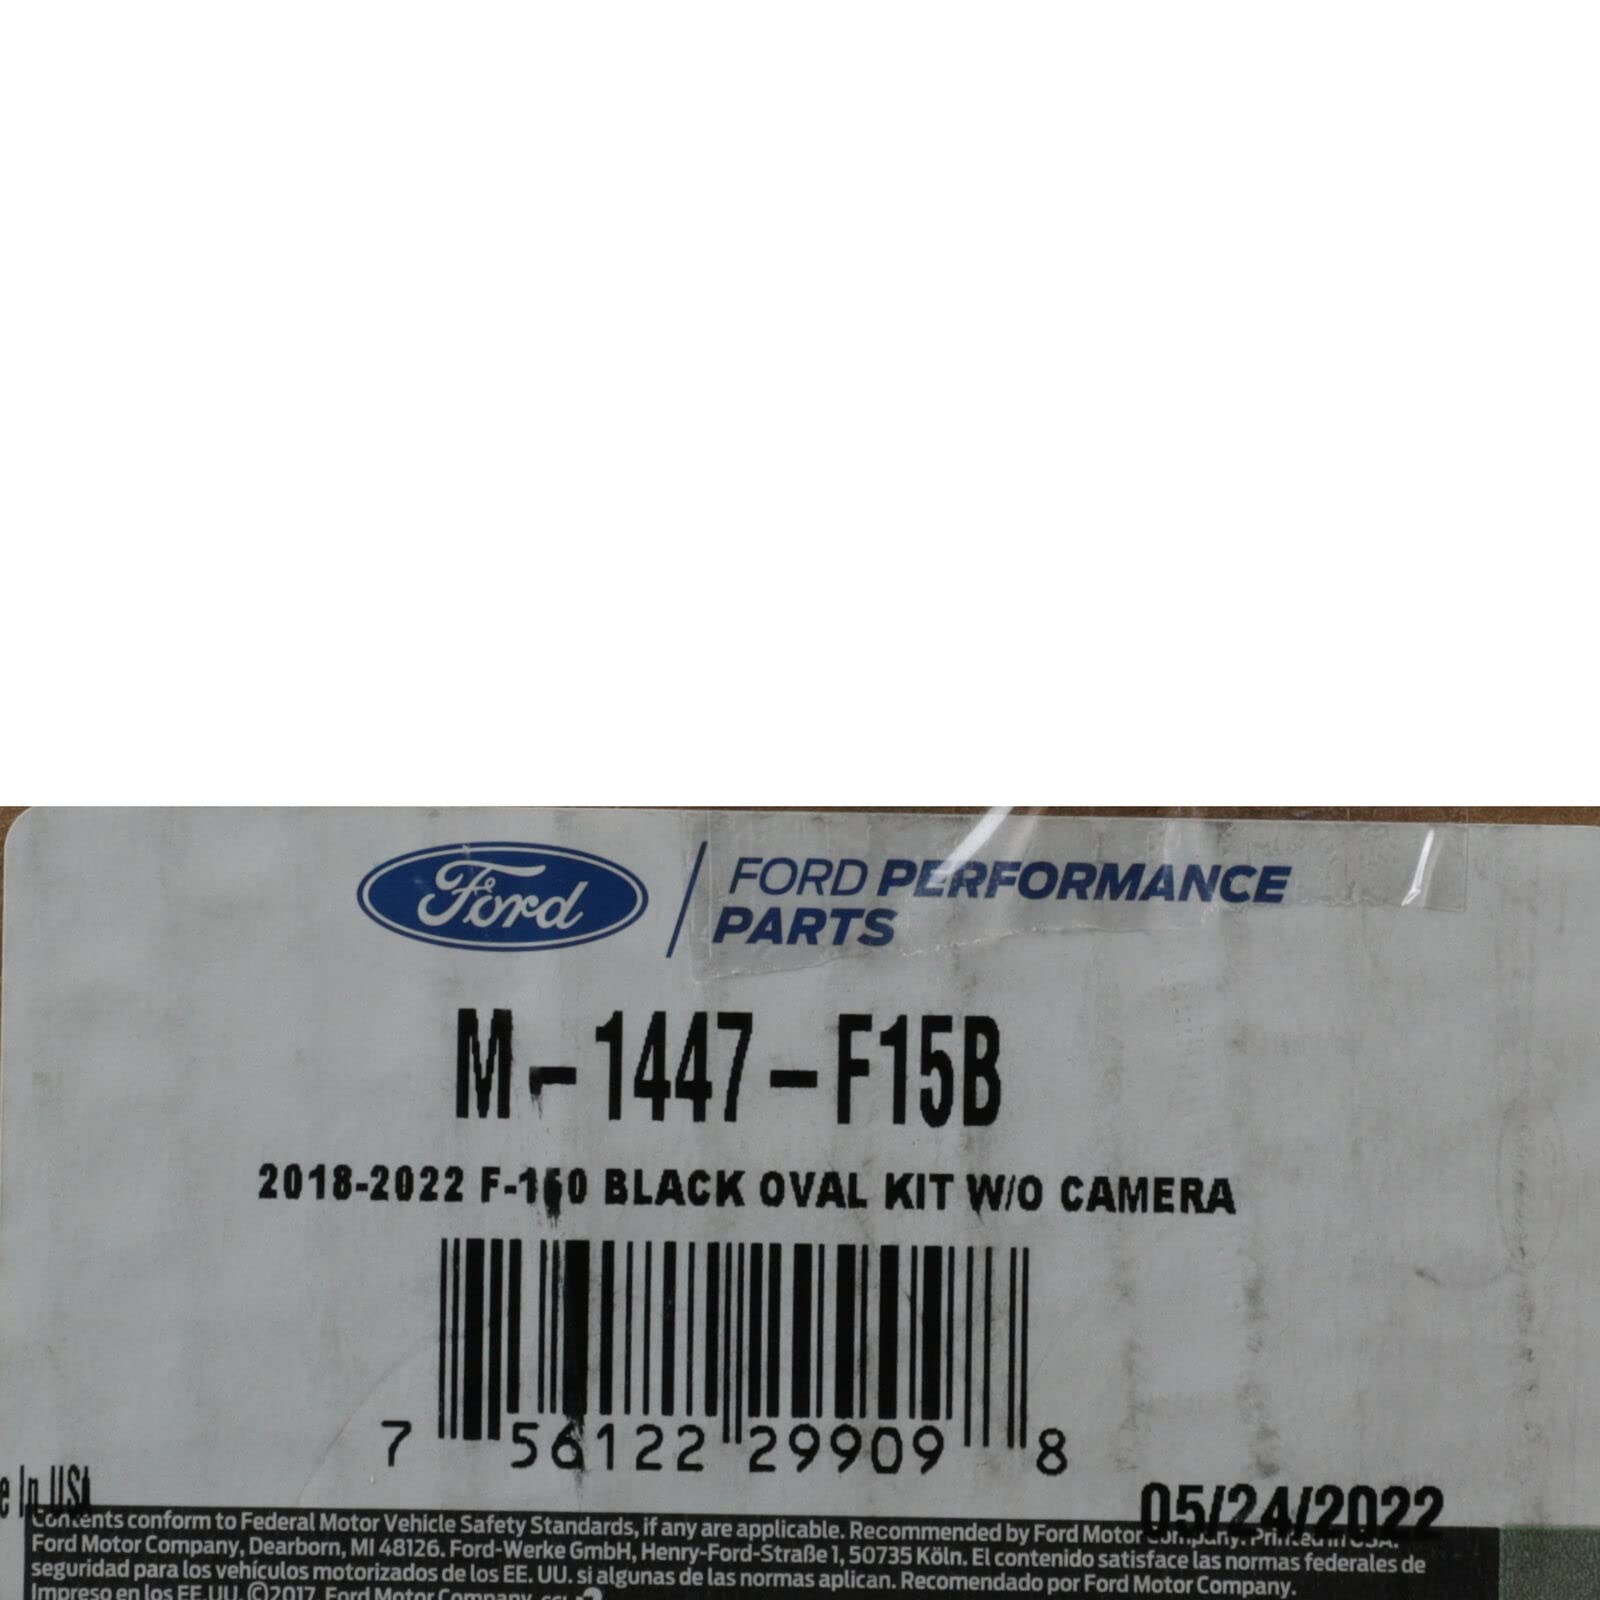 Ford
FORD PERFORMANCE
PARTS
M-1447-F15B
2018-2022 F-150 BLACK OVAL KIT W/O CAMERA
7 56122 29909 8
In USA
05/24/2022
Contents conform to Federal Motor Vehicle Safety Standards, if any are applicable. Recommended by Ford Motor Company. Printed in USA.
Ford Motor Company, Dearborn, MI 48126. Ford-Werke GmbH, Henry-Ford-Straße 1, 50735 Köln. El contenido satisface las normas federales de
seguridad para los vehículos motorizados de los EE. UU. si algunas de las normas aplican. Recomendado por Ford Motor Company.
Impreso en los EE.UU. ©2017, Ford Motor Company